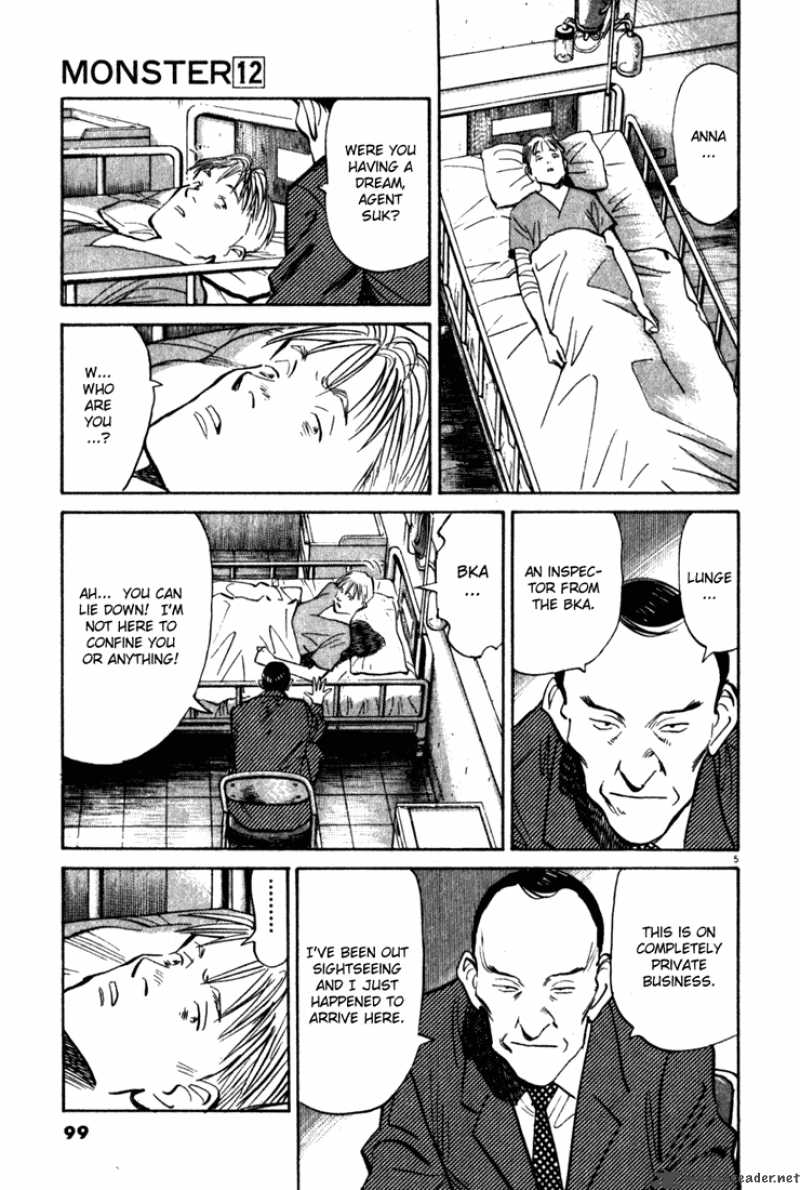 MONSTER 12
ANNA
...
WERE YOU
HAVING A
DREAM,
AGENT
SUK?
W...
WHO
ARE
YOU
...?
LUNGE
...
AN INSPEC-
TOR FROM
THE BKA.
BKA
...
AH... YOU CAN
LIE DOWN! I'M
NOT HERE TO
CONFINE YOU
OR ANYTHING!
5
THIS IS ON
COMPLETELY
PRIVATE
BUSINESS.
I'VE BEEN OUT
SIGHTSEEING
AND I JUST
HAPPENED TO
ARRIVE HERE.
.........
99